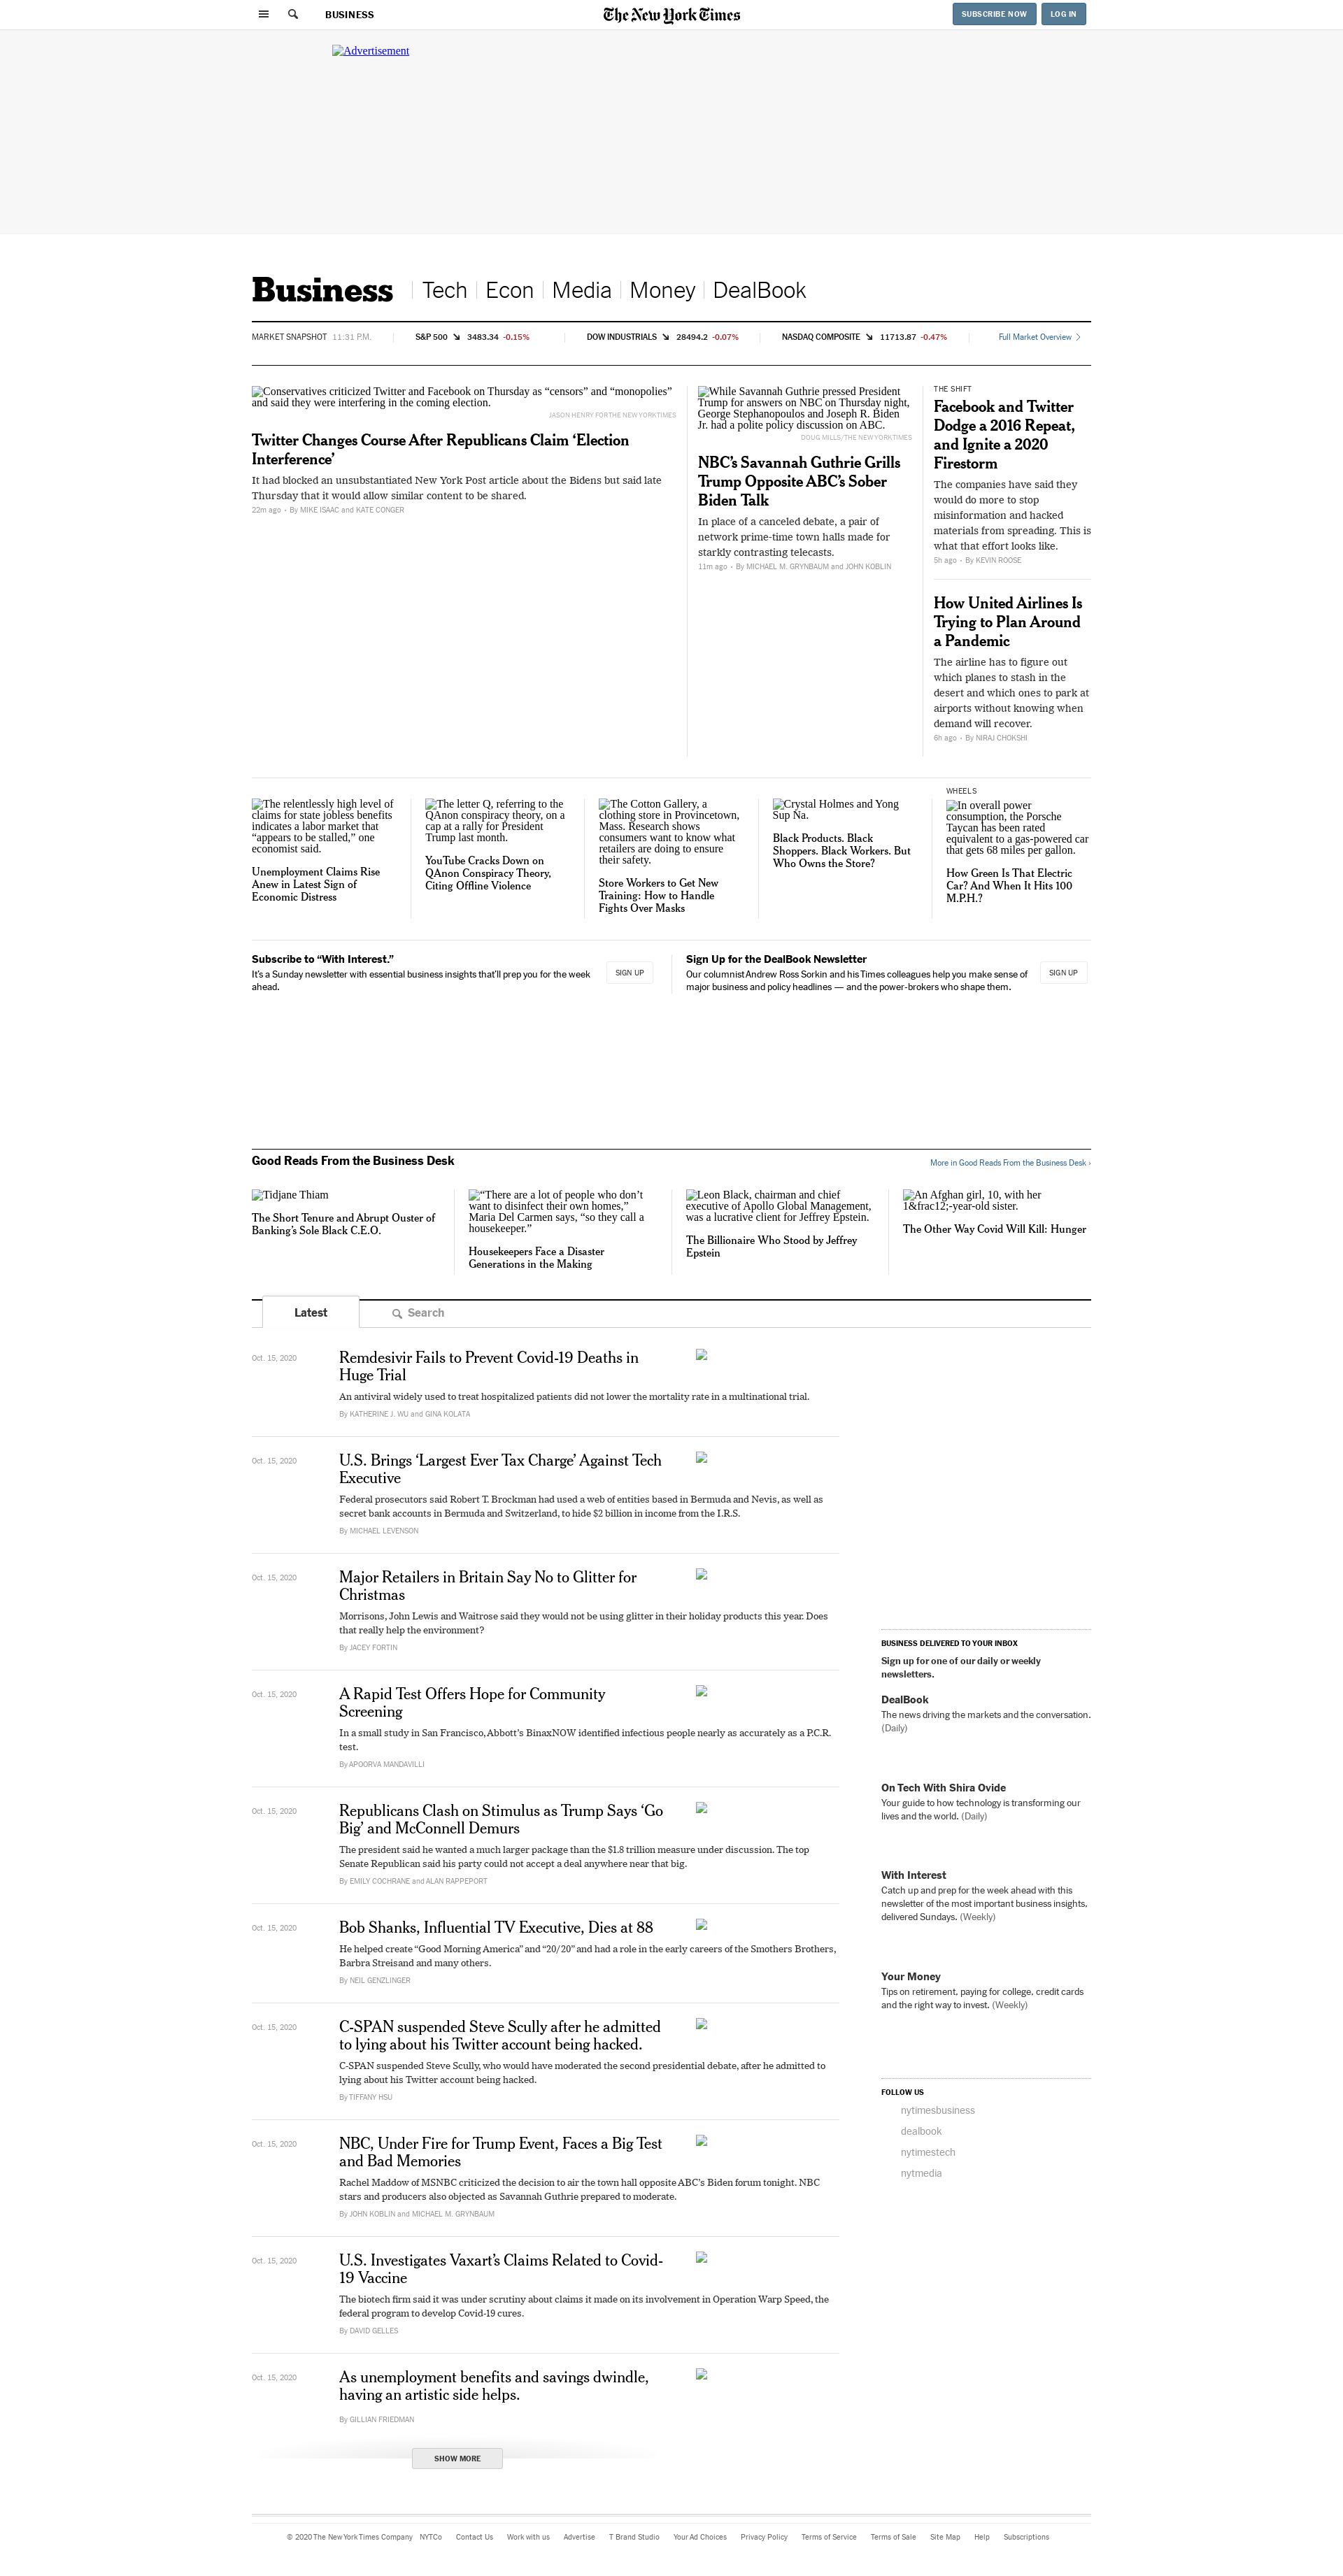 BUSINESS
The New York Times
SUBSCRIBE NOW
LOG IN
Advertisement
Business
Tech
Econ
Media
Money
DealBook
MARKET SNAPSHOT 11:31 P.M.
S&P 500 ↘ 3483.34 -0.15%
DOW INDUSTRIALS ↘ 28494.2 -0.07%
NASDAQ COMPOSITE ↘ 11713.87 -0.47%
Full Market Overview
Conservatives criticized Twitter and Facebook on Thursday as “censors” and “monopolies”
and said they were interfering in the coming election.
JASON HENRY FOR THE NEW YORK TIMES
Twitter Changes Course After Republicans Claim ‘Election
Interference’
It had blocked an unsubstantiated New York Post article about the Bidens but said late
Thursday that it would allow similar content to be shared.
22m ago • By MIKE ISAAC and KATE CONGER
While Savannah Guthrie pressed President
Trump for answers on NBC on Thursday night,
George Stephanopoulos and Joseph R. Biden
Jr. had a polite policy discussion on ABC.
DOUG MILLS/THE NEW YORK TIMES
NBC’s Savannah Guthrie Grills
Trump Opposite ABC’s Sober
Biden Talk
In place of a canceled debate, a pair of
network prime-time town halls made for
starkly contrasting telecasts.
11m ago • By MICHAEL M. GRYNBAUM and JOHN KOBLIN
THE SHIFT
Facebook and Twitter
Dodge a 2016 Repeat,
and Ignite a 2020
Firestorm
The companies have said they
would do more to stop
misinformation and hacked
materials from spreading. This is
what that effort looks like.
5h ago • By KEVIN ROOSE
How United Airlines Is
Trying to Plan Around
a Pandemic
The airline has to figure out
which planes to stash in the
desert and which ones to park at
airports without knowing when
demand will recover.
6h ago • By NIRAJ CHOKSHI
The relentlessly high level of
claims for state jobless benefits
indicates a labor market that
“appears to be stalled,” one
economist said.
Unemployment Claims Rise
Anew in Latest Sign of
Economic Distress
The letter Q, referring to the
QAnon conspiracy theory, on a
cap at a rally for President
Trump last month.
YouTube Cracks Down on
QAnon Conspiracy Theory,
Citing Offline Violence
The Cotton Gallery, a
clothing store in Provincetown,
Mass. Research shows
consumers want to know what
retailers are doing to ensure
their safety.
Store Workers to Get New
Training: How to Handle
Fights Over Masks
Crystal Holmes and Yong
Sup Na.
Black Products. Black
Shoppers. Black Workers. But
Who Owns the Store?
WHEELS
In overall power
consumption, the Porsche
Taycan has been rated
equivalent to a gas-powered car
that gets 68 miles per gallon.
How Green Is That Electric
Car? And When It Hits 100
M.P.H.?
Subscribe to “With Interest.”
It’s a Sunday newsletter with essential business insights that’ll prep you for the week
ahead.
SIGN UP
Sign Up for the DealBook Newsletter
Our columnist Andrew Ross Sorkin and his Times colleagues help you make sense of
major business and policy headlines — and the power-brokers who shape them.
SIGN UP
Good Reads From the Business Desk
More in Good Reads From the Business Desk ›
Tidjane Thiam
The Short Tenure and Abrupt Ouster of
Banking’s Sole Black C.E.O.
“There are a lot of people who don’t
want to disinfect their own homes,”
Maria Del Carmen says, “so they call a
housekeeper.”
Housekeepers Face a Disaster
Generations in the Making
Leon Black, chairman and chief
executive of Apollo Global Management,
was a lucrative client for Jeffrey Epstein.
The Billionaire Who Stood by Jeffrey
Epstein
An Afghan girl, 10, with her
1&frac12;-year-old sister.
The Other Way Covid Will Kill: Hunger
Latest
Search
Oct. 15, 2020
Remdesivir Fails to Prevent Covid-19 Deaths in
Huge Trial
An antiviral widely used to treat hospitalized patients did not lower the mortality rate in a multinational trial.
By KATHERINE J. WU and GINA KOLATA
Oct. 15, 2020
U.S. Brings ‘Largest Ever Tax Charge’ Against Tech
Executive
Federal prosecutors said Robert T. Brockman had used a web of entities based in Bermuda and Nevis, as well as
secret bank accounts in Bermuda and Switzerland, to hide $2 billion in income from the I.R.S.
By MICHAEL LEVENSON
Oct. 15, 2020
Major Retailers in Britain Say No to Glitter for
Christmas
Morrisons, John Lewis and Waitrose said they would not be using glitter in their holiday products this year. Does
that really help the environment?
By JACEY FORTIN
Oct. 15, 2020
A Rapid Test Offers Hope for Community
Screening
In a small study in San Francisco, Abbott’s BinaxNOW identified infectious people nearly as accurately as a P.C.R.
test.
By APOORVA MANDAVILLI
Oct. 15, 2020
Republicans Clash on Stimulus as Trump Says ‘Go
Big’ and McConnell Demurs
The president said he wanted a much larger package than the $1.8 trillion measure under discussion. The top
Senate Republican said his party could not accept a deal anywhere near that big.
By EMILY COCHRANE and ALAN RAPPEPORT
Oct. 15, 2020
Bob Shanks, Influential TV Executive, Dies at 88
He helped create “Good Morning America” and “20/20” and had a role in the early careers of the Smothers Brothers,
Barbra Streisand and many others.
By NEIL GENZLINGER
Oct. 15, 2020
C-SPAN suspended Steve Scully after he admitted
to lying about his Twitter account being hacked.
C-SPAN suspended Steve Scully, who would have moderated the second presidential debate, after he admitted to
lying about his Twitter account being hacked.
By TIFFANY HSU
Oct. 15, 2020
NBC, Under Fire for Trump Event, Faces a Big Test
and Bad Memories
Rachel Maddow of MSNBC criticized the decision to air the town hall opposite ABC’s Biden forum tonight. NBC
stars and producers also objected as Savannah Guthrie prepared to moderate.
By JOHN KOBLIN and MICHAEL M. GRYNBAUM
Oct. 15, 2020
U.S. Investigates Vaxart’s Claims Related to Covid-
19 Vaccine
The biotech firm said it was under scrutiny about claims it made on its involvement in Operation Warp Speed, the
federal program to develop Covid-19 cures.
By DAVID GELLES
Oct. 15, 2020
As unemployment benefits and savings dwindle,
having an artistic side helps.
By GILLIAN FRIEDMAN
SHOW MORE
BUSINESS DELIVERED TO YOUR INBOX
Sign up for one of our daily or weekly
newsletters.
DealBook
The news driving the markets and the conversation.
(Daily)
On Tech With Shira Ovide
Your guide to how technology is transforming our
lives and the world. (Daily)
With Interest
Catch up and prep for the week ahead with this
newsletter of the most important business insights,
delivered Sundays. (Weekly)
Your Money
Tips on retirement, paying for college, credit cards
and the right way to invest. (Weekly)
FOLLOW US
nytimesbusiness
dealbook
nytimestech
nytmedia
© 2020 The New York Times Company NYTCo Contact Us Work with us Advertise T Brand Studio Your Ad Choices Privacy Policy Terms of Service Terms of Sale Site Map Help Subscriptions